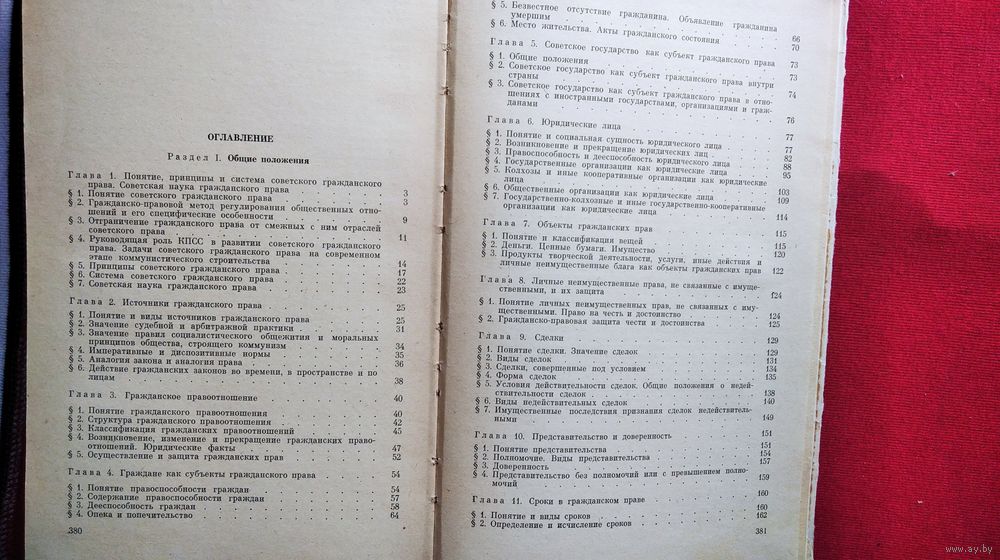 ОГЛАВЛЕНИЕ
Раздел I. Общие положения
Глава 1. Понятие, принципы и система советского гражданского
права. Советская наука гражданского права 3
§ 1. Понятие советского гражданского права 3
§ 2. Гражданско-правовой метод регулирования общественных отно-
шений и его специфические особенности 9
§ 3. Отграничение гражданского права от смежных с ним отраслей
советского права 11
§ 4. Руководящая роль КПСС в развитии советского гражданского
права. Задачи советского гражданского права на современном
этапе коммунистического строительства 14
§ 5. Принципы советского гражданского права 17
§ 6. Система советского гражданского права 22
§ 7. Советская наука гражданского права 23
Глава 2. Источники гражданского права 25
§ 1. Понятие и виды источников гражданского права 25
§ 2. Значение судебной и арбитражной практики 31
§ 3. Значение правил социалистического общежития и моральных
принципов общества, строящего коммунизм 34
§ 4. Императивные и диспозитивные нормы 35
§ 5. Аналогия закона и аналогия права 36
§ 6. Действие гражданских законов во времени, в пространстве и по
лицам 38
Глава 3. Гражданское правоотношение 40
§ 1. Понятие гражданского правоотношения 40
§ 2. Структура гражданского правоотношения 42
§ 3. Классификация гражданских правоотношений 45
§ 4. Возникновение, изменение и прекращение гражданских право-
отношений. Юридические факты 47
§ 5. Осуществление и защита гражданских прав 52
Глава 4. Граждане как субъекты гражданского права 54
§ 1. Понятие правоспособности граждан 54
§ 2. Содержание правоспособности граждан 57
§ 3. Дееспособность граждан 58
§ 4. Опека и попечительство 64
380
§ 5. Безвестное отсутствие гражданина. Объявление гражданина
умершим 66
§ 6. Место жительства. Акты гражданского состояния 70
Глава 5. Советское государство как субъект гражданского права 73
§ 1. Общие положения 73
§ 2. Советское государство как субъект гражданского права внутри
страны 74
§ 3. Советское государство как субъект гражданского права в отно-
шениях с иностранными государствами, организациями и граж-
данами 76
Глава 6. Юридические лица 77
§ 1. Понятие и социальная сущность юридического лица 77
§ 2. Возникновение и прекращение юридических лиц 82
§ 3. Правоспособность и дееспособность юридического лица 88
§ 4. Государственные организации как юридические лица 95
§ 5. Колхозы и иные кооперативные организации как юридические
лица 103
§ 6. Общественные организации как юридические лица 109
§ 7. Государственно-колхозные и иные государственно-кооперативные
организации как юридические лица 114
Глава 7. Объекты гражданских прав 115
§ 1. Понятие и классификация вещей 115
§ 2. Деньги. Ценные бумаги. Имущество 120
§ 3. Продукты творческой деятельности, услуги, иные действия и
личные неимущественные блага как объекты гражданских прав 122
Глава 8. Личные неимущественные права, не связанные с имуще-
ственными, и их защита 124
§ 1. Понятие личных неимущественных прав, не связанных с иму-
щественными. Право на честь и достоинство 124
§ 2. Гражданско-правовая защита чести и достоинства 125
Глава 9. Сделки 129
§ 1. Понятие сделки. Значение сделок 129
§ 2. Виды сделок 131
§ 3. Сделки, совершенные под условием 134
§ 4. Форма сделок 135
§ 5. Условия действительности сделок. Общие положения о недей-
ствительности сделок 138
§ 6. Виды недействительных сделок 140
§ 7. Имущественные последствия признания сделок недействитель-
ными 149
Глава 10. Представительство и доверенность 151
§ 1. Понятие представительства 151
§ 2. Полномочие. Виды представительства 154
§ 3. Доверенность 157
§ 4. Представительство без полномочий или с превышением полно-
мочий 159
Глава 11. Сроки в гражданском праве 160
§ 1. Понятие и виды сроков 160
§ 2. Определение и исчисление сроков 162
381
www.ay.by